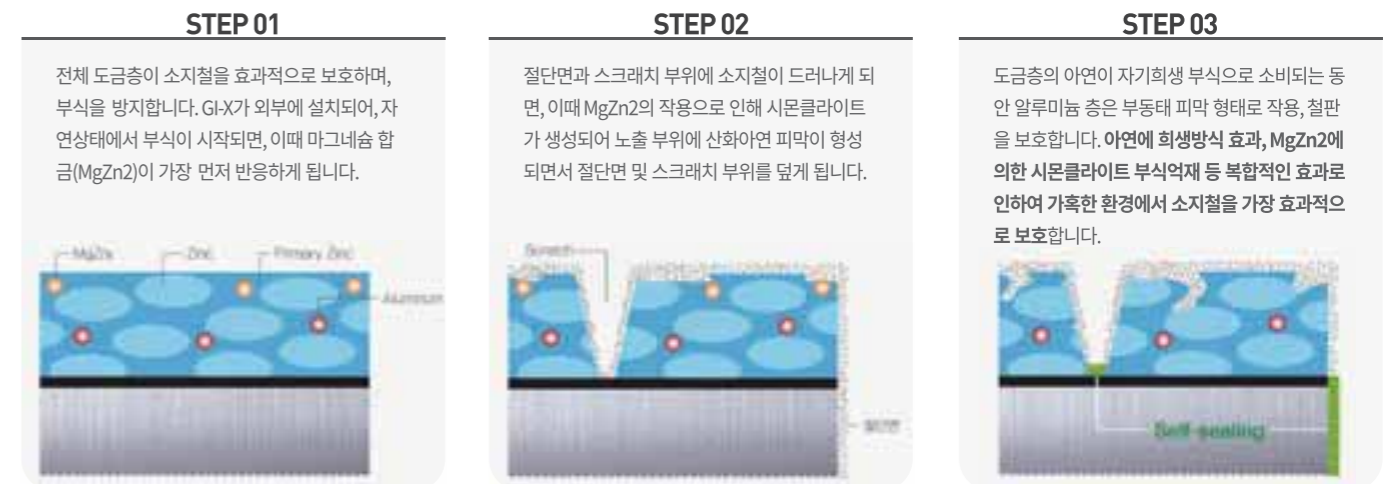 STEP 01
전체 도금층이 소지철을 효과적으로 보호하며,
부식을 방지합니다. GI-X가 외부에 설치되어, 자
연상태에서 부식이 시작되면, 이때 마그네슘 합
금(MgZn2)이 가장 먼저 반응하게 됩니다.
MgZn₂ Zinc Primary Zinc
Aluminum
STEP 02
절단면과 스크래치 부위에 소지철이 드러나게 되
면, 이때 MgZn2의 작용으로 인해 시몬클라이트
가 생성되어 노출 부위에 산화아연 피막이 형성
되면서 절단면 및 스크래치 부위를 덮게 됩니다.
Scratch
절단면
STEP 03
도금층의 아연이 자기희생 부식으로 소비되는 동
안 알루미늄 층은 부동태 피막 형태로 작용, 철판
을 보호합니다. 아연에 희생방식 효과, MgZn2에
의한 시몬클라이트 부식억재 등 복합적인 효과로
인하여 가혹한 환경에서 소지철을 가장 효과적으
로 보호합니다.
Self-sealing